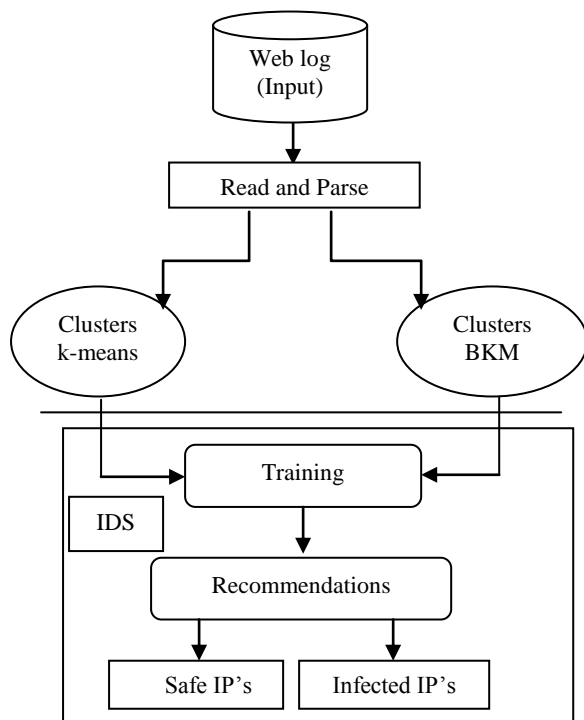 Web log
(Input)
Read and Parse
Clusters
k-means
Clusters
BKM
Training
IDS
Recommendations
Safe IP’s
Infected IP’s